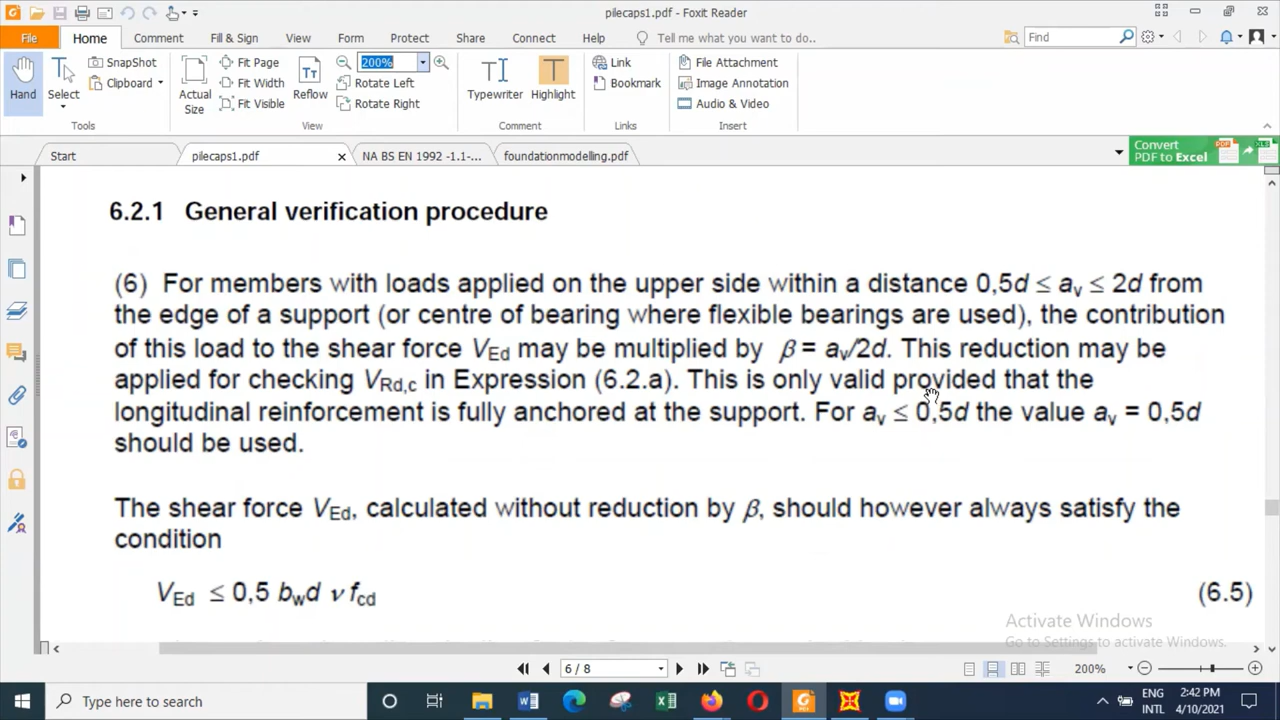 pilecaps1.pdf - Foxit Reader
File Home Comment Fill & Sign View Form Protect Share Connect Help Tell me what you want to do.. Find
Hand
Select
SnapShot
Clipboard
Tools
Actual Size
Fit Page
Fit Width
Fit Visible
Reflow
200%
Rotate Left
Rotate Right
View
Typewriter
Highlight
Comment
Link
Bookmark
Links
File Attachment
Image Annotation
Audio & Video
Insert
Start pilecaps1.pdf NA BS EN 1992 -1.1-... foundationmodelling.pdf
Convert
PDF to Excel
6.2.1 General verification procedure
(6) For members with loads applied on the upper side within a distance 0,5d ≤ av ≤ 2d from
the edge of a support (or centre of bearing where flexible bearings are used), the contribution
of this load to the shear force VEd may be multiplied by β = av/2d. This reduction may be
applied for checking VRd,c in Expression (6.2.a). This is only valid provided that the
longitudinal reinforcement is fully anchored at the support. For av ≤ 0,5d the value av = 0,5d
should be used.
The shear force VEd, calculated without reduction by β, should however always satisfy the
condition
VEd ≤ 0,5 bwd ν fcd (6.5)
Activate Windows
Go to Settings to activate Windows.
6 / 8 200%
Type here to search
ENG
INTL
2:42 PM
4/10/2021